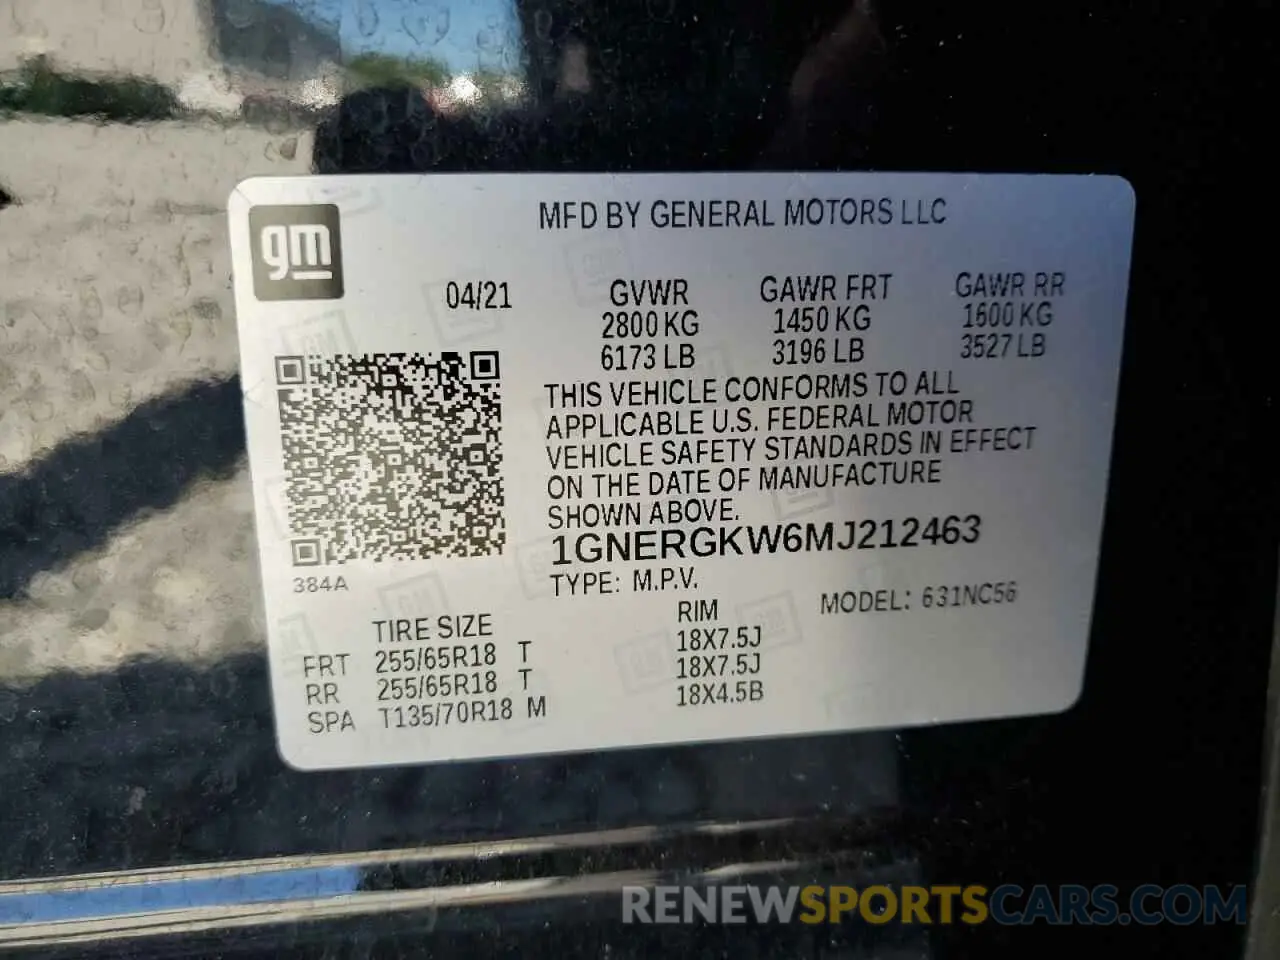 MFD BY GENERAL MOTORS LLC
gm
04/21 GVWR GAWR FRT GAWR RR
2800 KG 1450 KG 1600 KG
6173 LB 3196 LB 3527 LB
THIS VEHICLE CONFORMS TO ALL
APPLICABLE U.S. FEDERAL MOTOR
VEHICLE SAFETY STANDARDS IN EFFECT
ON THE DATE OF MANUFACTURE
SHOWN ABOVE.
1GNERGKW6MJ212463
384A
TYPE: M.P.V. MODEL: 631NC56
TIRE SIZE RIM
FRT 255/65R18 T 18X7.5J
RR 255/65R18 T 18X7.5J
SPA T135/70R18 M 18X4.5B
RENEWSPORTSCARS.COM